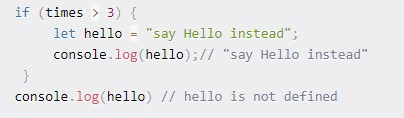 if (times > 3) {
let hello = "say Hello instead";
console.log(hello);// "say Hello instead"
}
console.log(hello) // hello is not defined